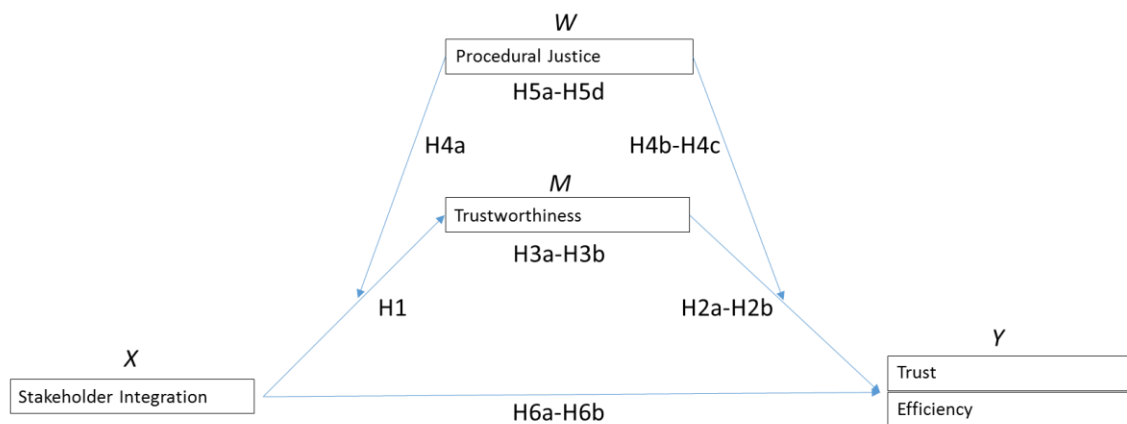 W
Procedural Justice
H5a-H5d
H4a
H4b-H4c
M
Trustworthiness
H3a-H3b
H1
H2a-H2b
X
Y
Stakeholder Integration
Trust
Efficiency
H6a-H6b